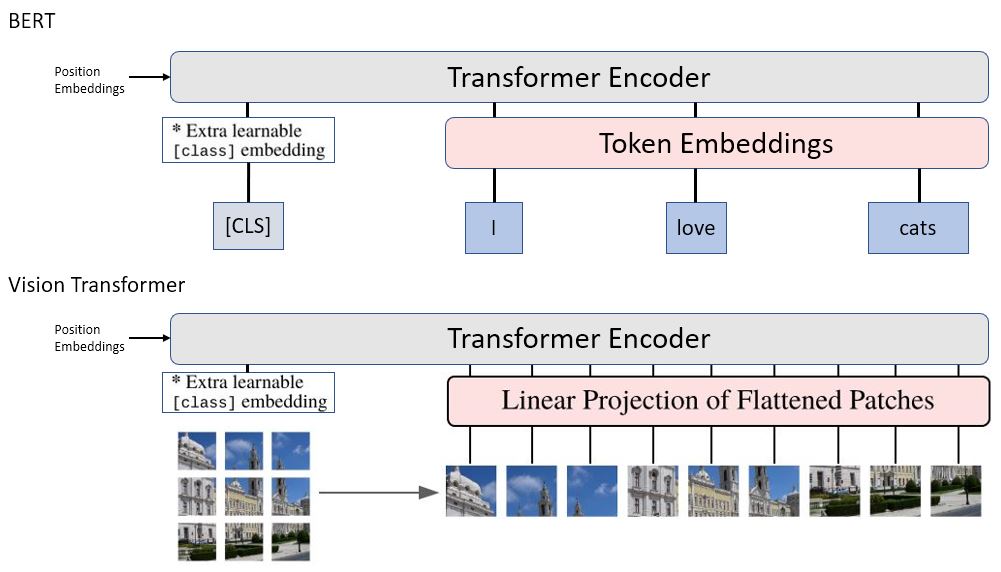 BERT
Position
Embeddings
Transformer Encoder
* Extra learnable
[class] embedding
Token Embeddings
[CLS]
I
love
cats
Vision Transformer
Position
Embeddings
Transformer Encoder
* Extra learnable
[class] embedding
Linear Projection of Flattened Patches